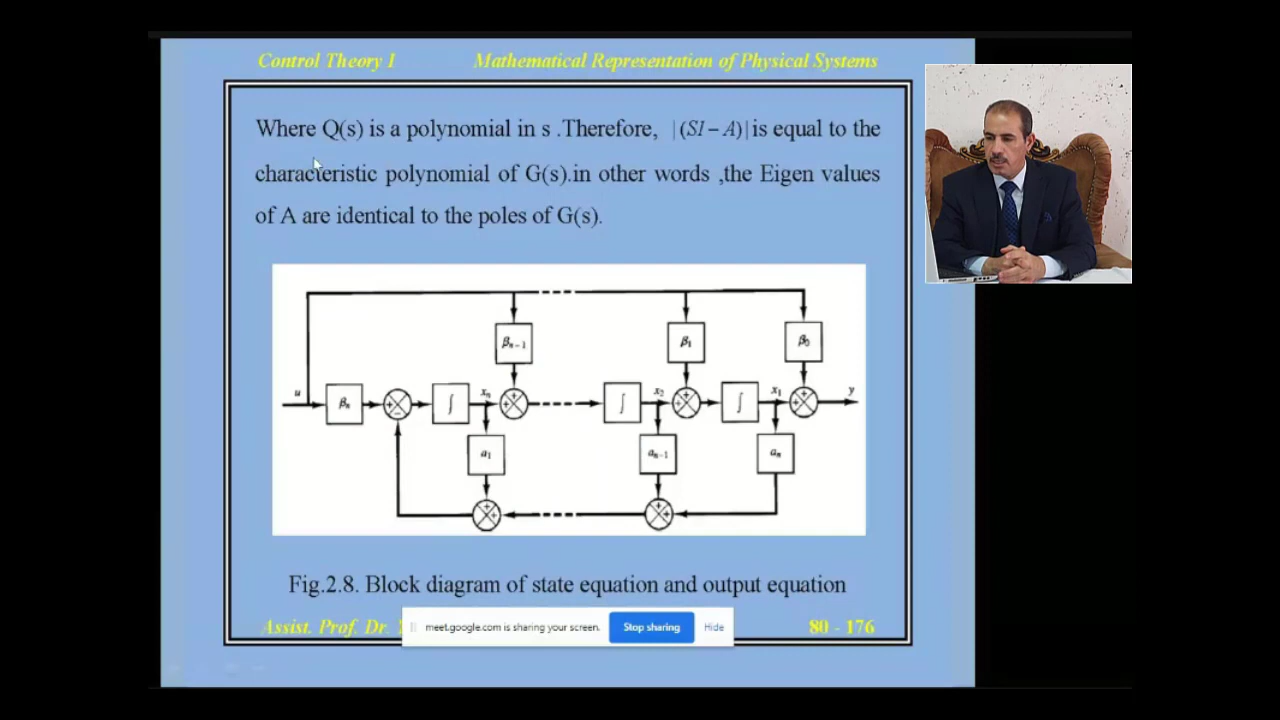 Control Theory I Mathematical Representation of Physical Systems
Where Q(s) is a polynomial in s .Therefore, |(SI−A)| is equal to the
characteristic polynomial of G(s).in other words ,the Eigen values
of A are identical to the poles of G(s).
βn−1 β1 β0
u βn ∫ xn ∫ x2 ∫ x1 y
a1 an−1 an
Fig.2.8. Block diagram of state equation and output equation
Assist. Prof. Dr. 80 - 176
meet.google.com is sharing your screen. Stop sharing Hide